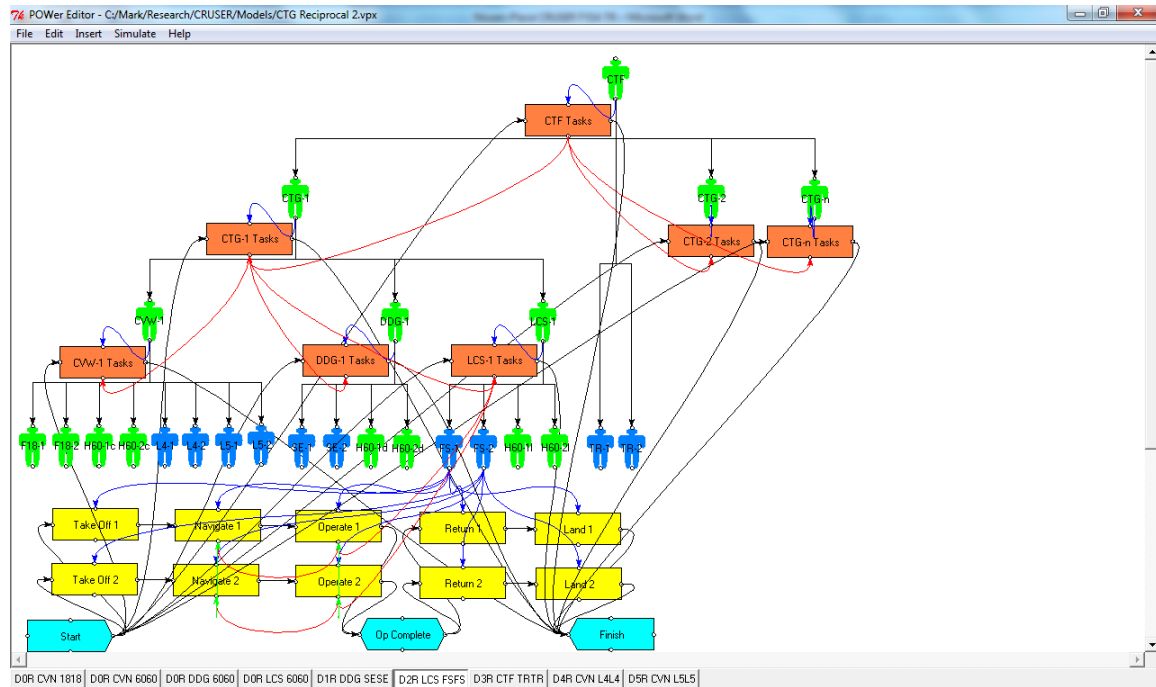 POWer Editor - C:/Mark/Research/CRUSER/Models/CTG Reciprocal 2.vpx
File Edit Insert Simulate Help
CTF
CTF Tasks
CTG-1 CTG-2 CTG-n
CTG-1 Tasks CTG-2 Tasks CTG-n Tasks
CVW-1 DDG-1 LCS-1
CVW-1 Tasks DDG-1 Tasks LCS-1 Tasks
F18-1 F18-2 H60-1c H60-2c L4-1 L4-2 L5-1 L5-2 SE-1 SE-2 H60-1d H60-2d FS-1 FS-2 H60-1l H60-2l TR-1 TR-2
Take Off 1 Navigate 1 Operate 1 Return 1 Land 1
Take Off 2 Navigate 2 Operate 2 Return 2 Land 2
Start Op Complete Finish
D0R CVN 1818 D0R CVN 6060 D0R DDG 6060 D0R LCS 6060 D1R DDG SESE D2R LCS FSFS D3R CTF TRTR D4R CVN L4L4 D5R CVN L5L5